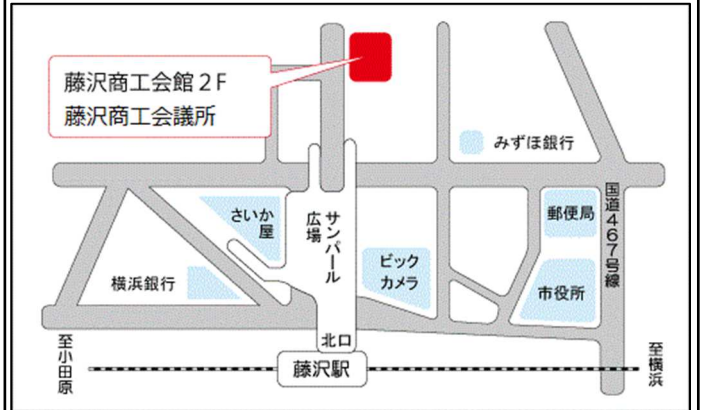 藤沢商工会館２F
藤沢商工会議所
みずほ銀行
さいか
屋
サンパール
広場
郵便局
国道467号線
横浜銀行
ビック
カメラ
市役所
北口
藤沢駅
至小田原
至横浜